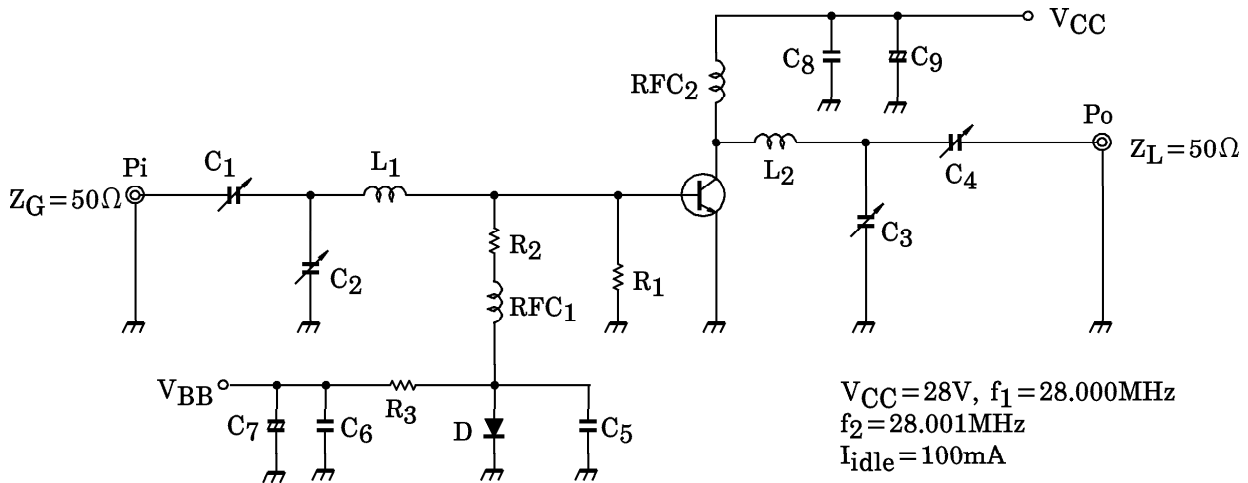 VCC
C8
C9
RFC2
Po
Pi
C1
L1
L2
C4
ZL=50Ω
ZG=50Ω
C2
R2
R1
C3
RFC1
VBB
R3
C7
C6
D
C5
VCC=28V, f1=28.000MHz
f2=28.001MHz
Iidle=100mA